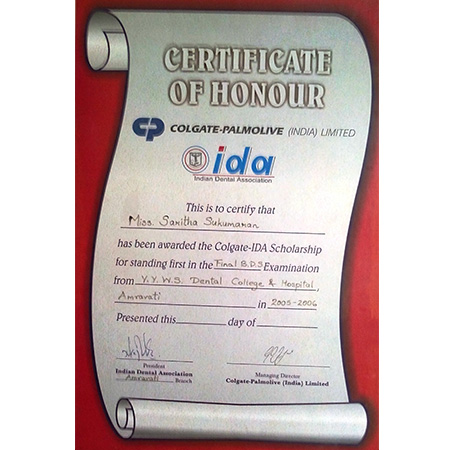 CERTIFICATE
OF HONOUR
CP COLGATE-PALMOLIVE (INDIA) LIMITED
ida
Indian Dental Association
This is to certify that
Miss. Saritha Sukumaran
has been awarded the Colgate-IDA Scholarship
for standing first in the Final B.D.S Examination
from V.Y.W.S. Dental College & Hospital,
Amravati in 2005-2006
Presented this day of
President
Indian Dental Association
Amravati Branch
Managing Director
Colgate-Palmolive (India) Limited